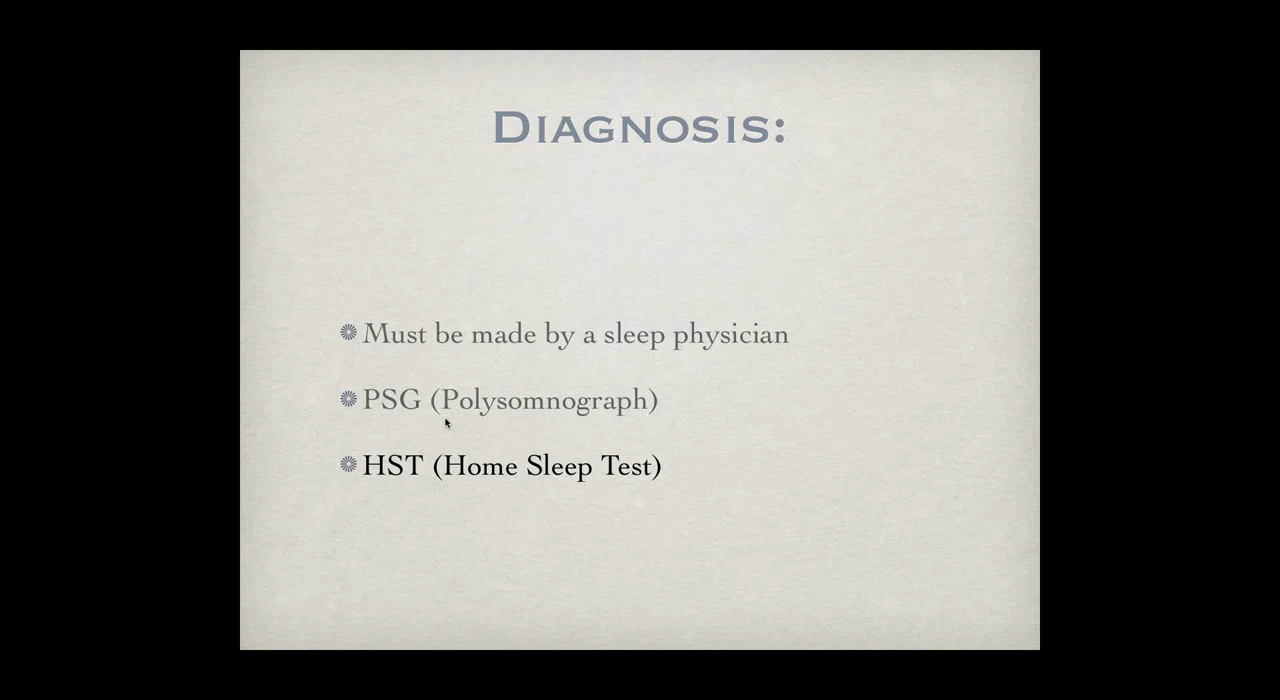 Diagnosis:
Must be made by a sleep physician
PSG (Polysomnograph)
HST (Home Sleep Test)